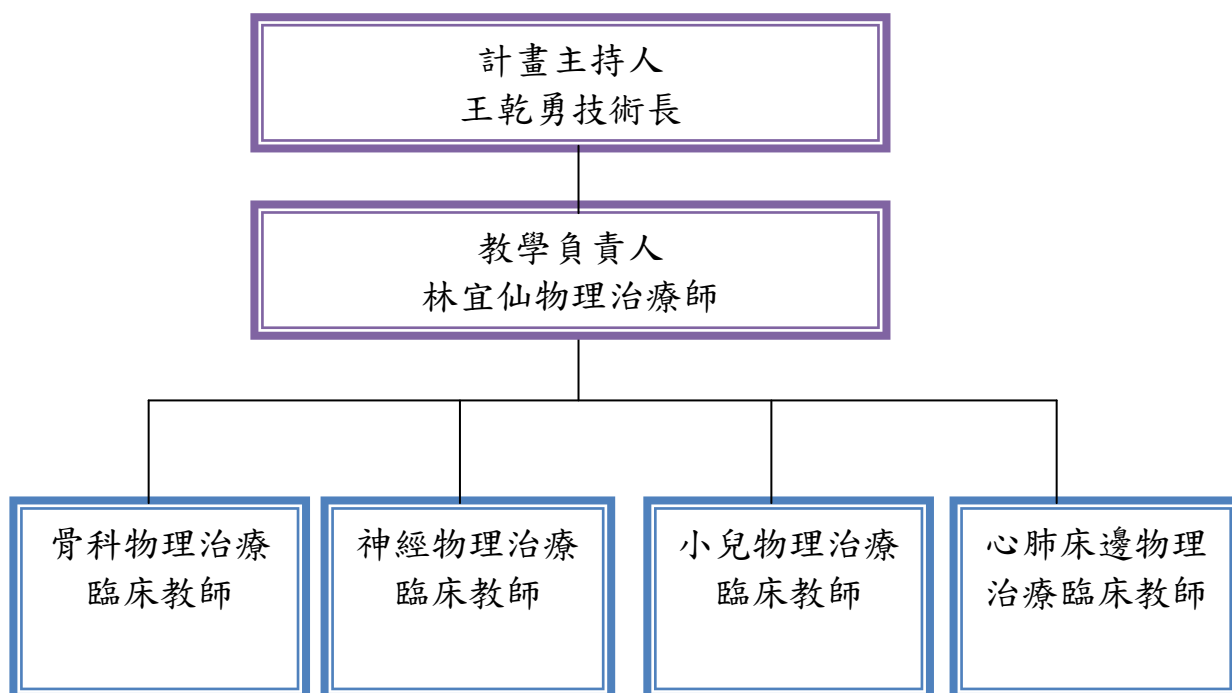 計畫主持人
王乾勇技術長
教學負責人
林宜仙物理治療師
骨科物理治療
臨床教師
神經物理治療
臨床教師
小兒物理治療
臨床教師
心肺床邊物理
治療臨床教師